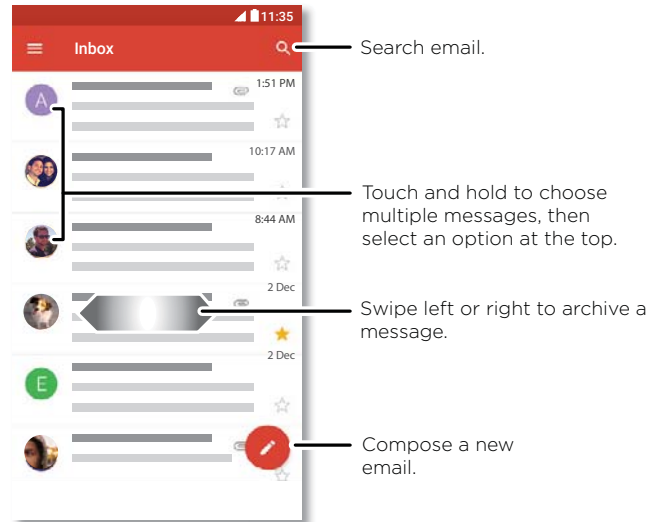 11:35
Inbox
Search email.
1:51 PM
A
10:17 AM
Touch and hold to choose
multiple messages, then
select an option at the top.
8:44 AM
2 Dec
Swipe left or right to archive a
message.
2 Dec
E
Compose a new
email.